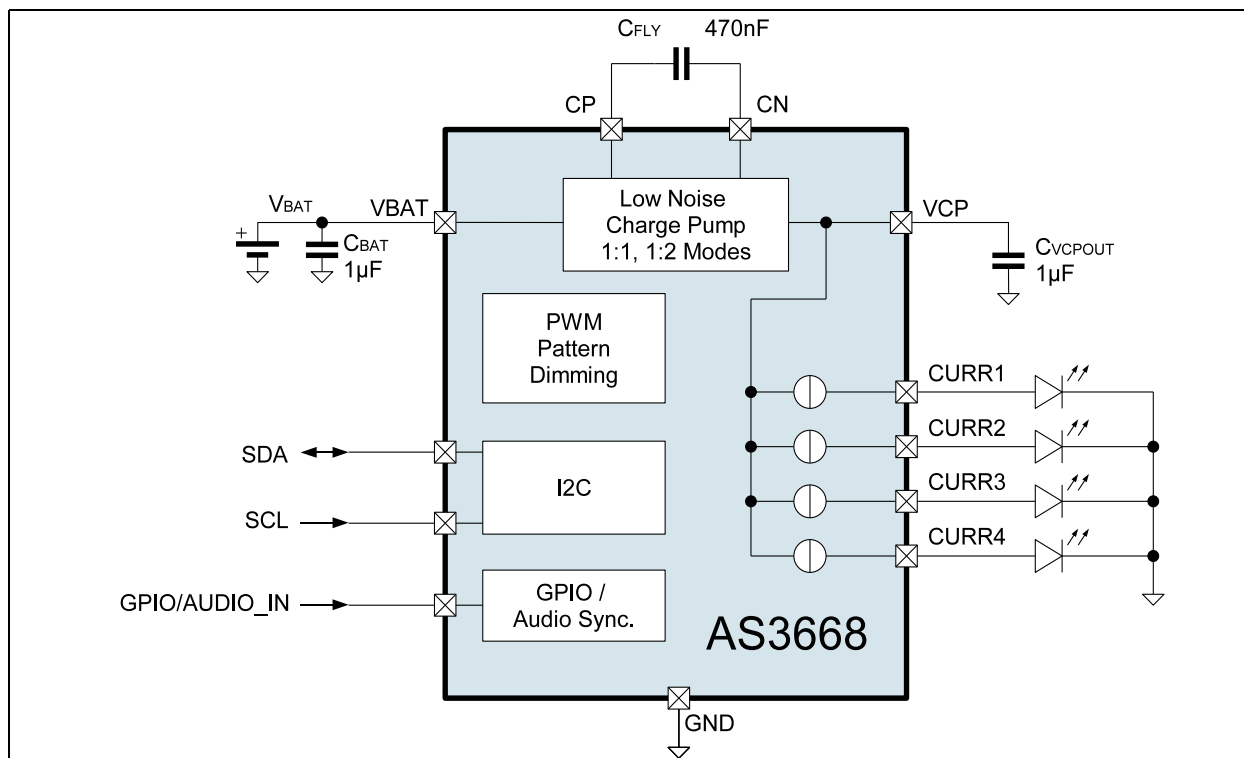 CFLY 470nF
CP
CN
VBAT
VBAT
+
CBAT
1µF
Low Noise
Charge Pump
1:1, 1:2 Modes
VCP
CVCPOUT
1µF
PWM
Pattern
Dimming
CURR1
CURR2
CURR3
CURR4
SDA
SCL
I2C
GPIO/AUDIO_IN
GPIO /
Audio Sync.
AS3668
GND